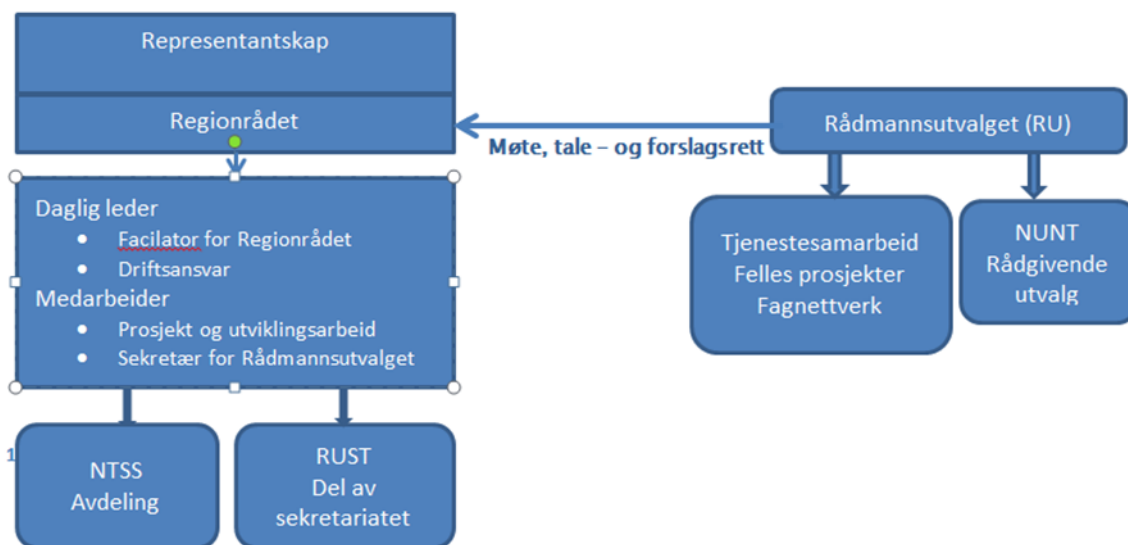 Representantskap
Regionrådet
Møte, tale – og forslagsrett
Rådmannsutvalget (RU)
Daglig leder
• Facilator for Regionrådet
• Driftsansvar
Medarbeider
• Prosjekt og utviklingsarbeid
• Sekretær for Rådmannsutvalget
Tjenestesamarbeid
Felles prosjekter
Fagnettverk
NUNT
Rådgivende
utvalg
1
NTSS
Avdeling
RUST
Del av
sekretariatet